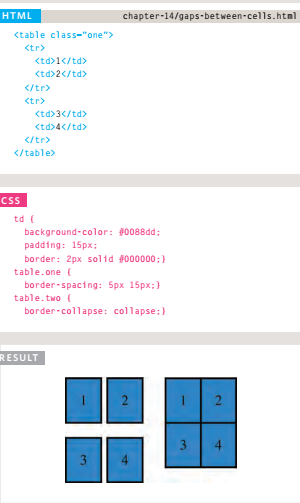 HTML chapter-14/gaps-between-cells.html
<table class="one">
  <tr>
    <td>1</td>
    <td>2</td>
  </tr>
  <tr>
    <td>3</td>
    <td>4</td>
  </tr>
</table>
CSS
td {
  background-color: #0088dd;
  padding: 15px;
  border: 2px solid #000000;}
table.one {
  border-spacing: 5px 15px;}
table.two {
  border-collapse: collapse;}
RESULT
1 2 1 2
3 4 3 4